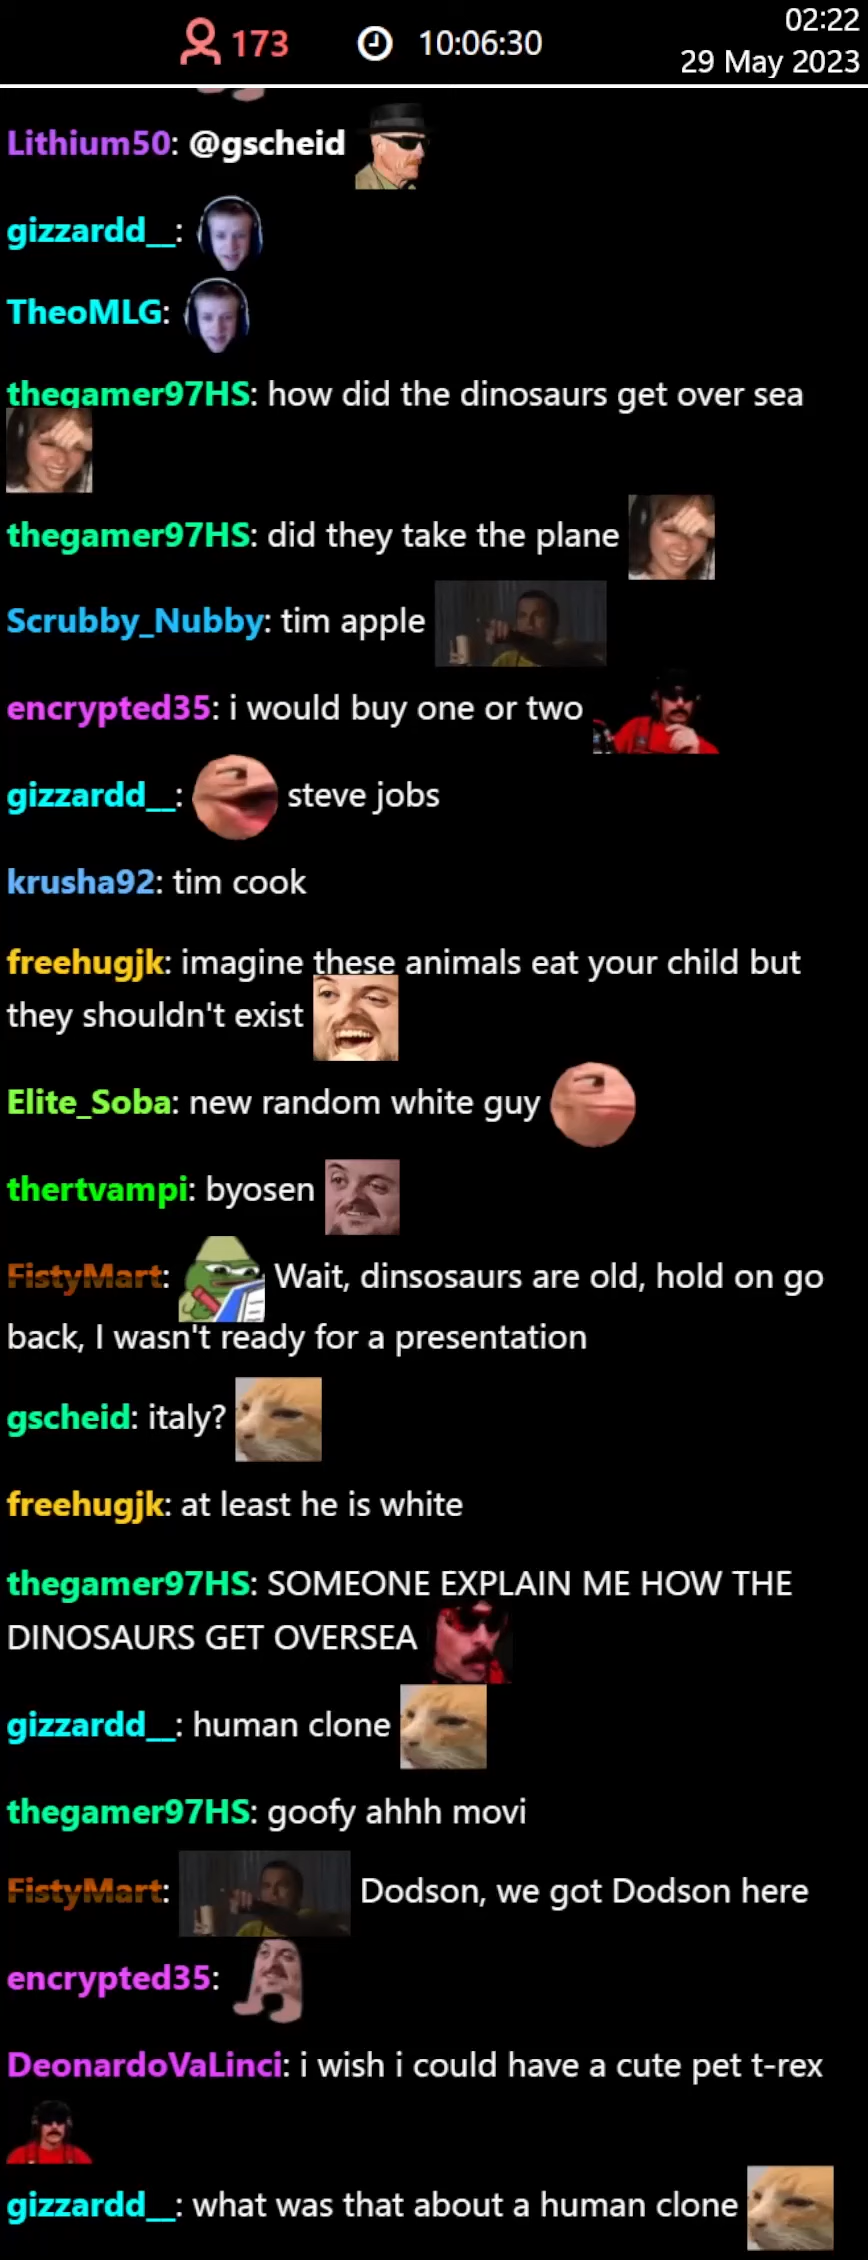 173 10:06:30 02:22
29 May 2023
Lithium50: @gscheid
gizzardd__:
TheoMLG:
thegamer97HS: how did the dinosaurs get over sea
thegamer97HS: did they take the plane
Scrubby_Nubby: tim apple
encrypted35: i would buy one or two
gizzardd__: steve jobs
krusha92: tim cook
freehugjk: imagine these animals eat your child but
they shouldn't exist
Elite_Soba: new random white guy
thertvampi: byosen
FistyMart: Wait, dinsosaurs are old, hold on go
back, I wasn't ready for a presentation
gscheid: italy?
freehugjk: at least he is white
thegamer97HS: SOMEONE EXPLAIN ME HOW THE
DINOSAURS GET OVERSEA
gizzardd__: human clone
thegamer97HS: goofy ahhh movi
FistyMart: Dodson, we got Dodson here
encrypted35:
DeonardoVaLinci: i wish i could have a cute pet t-rex
gizzardd__: what was that about a human clone